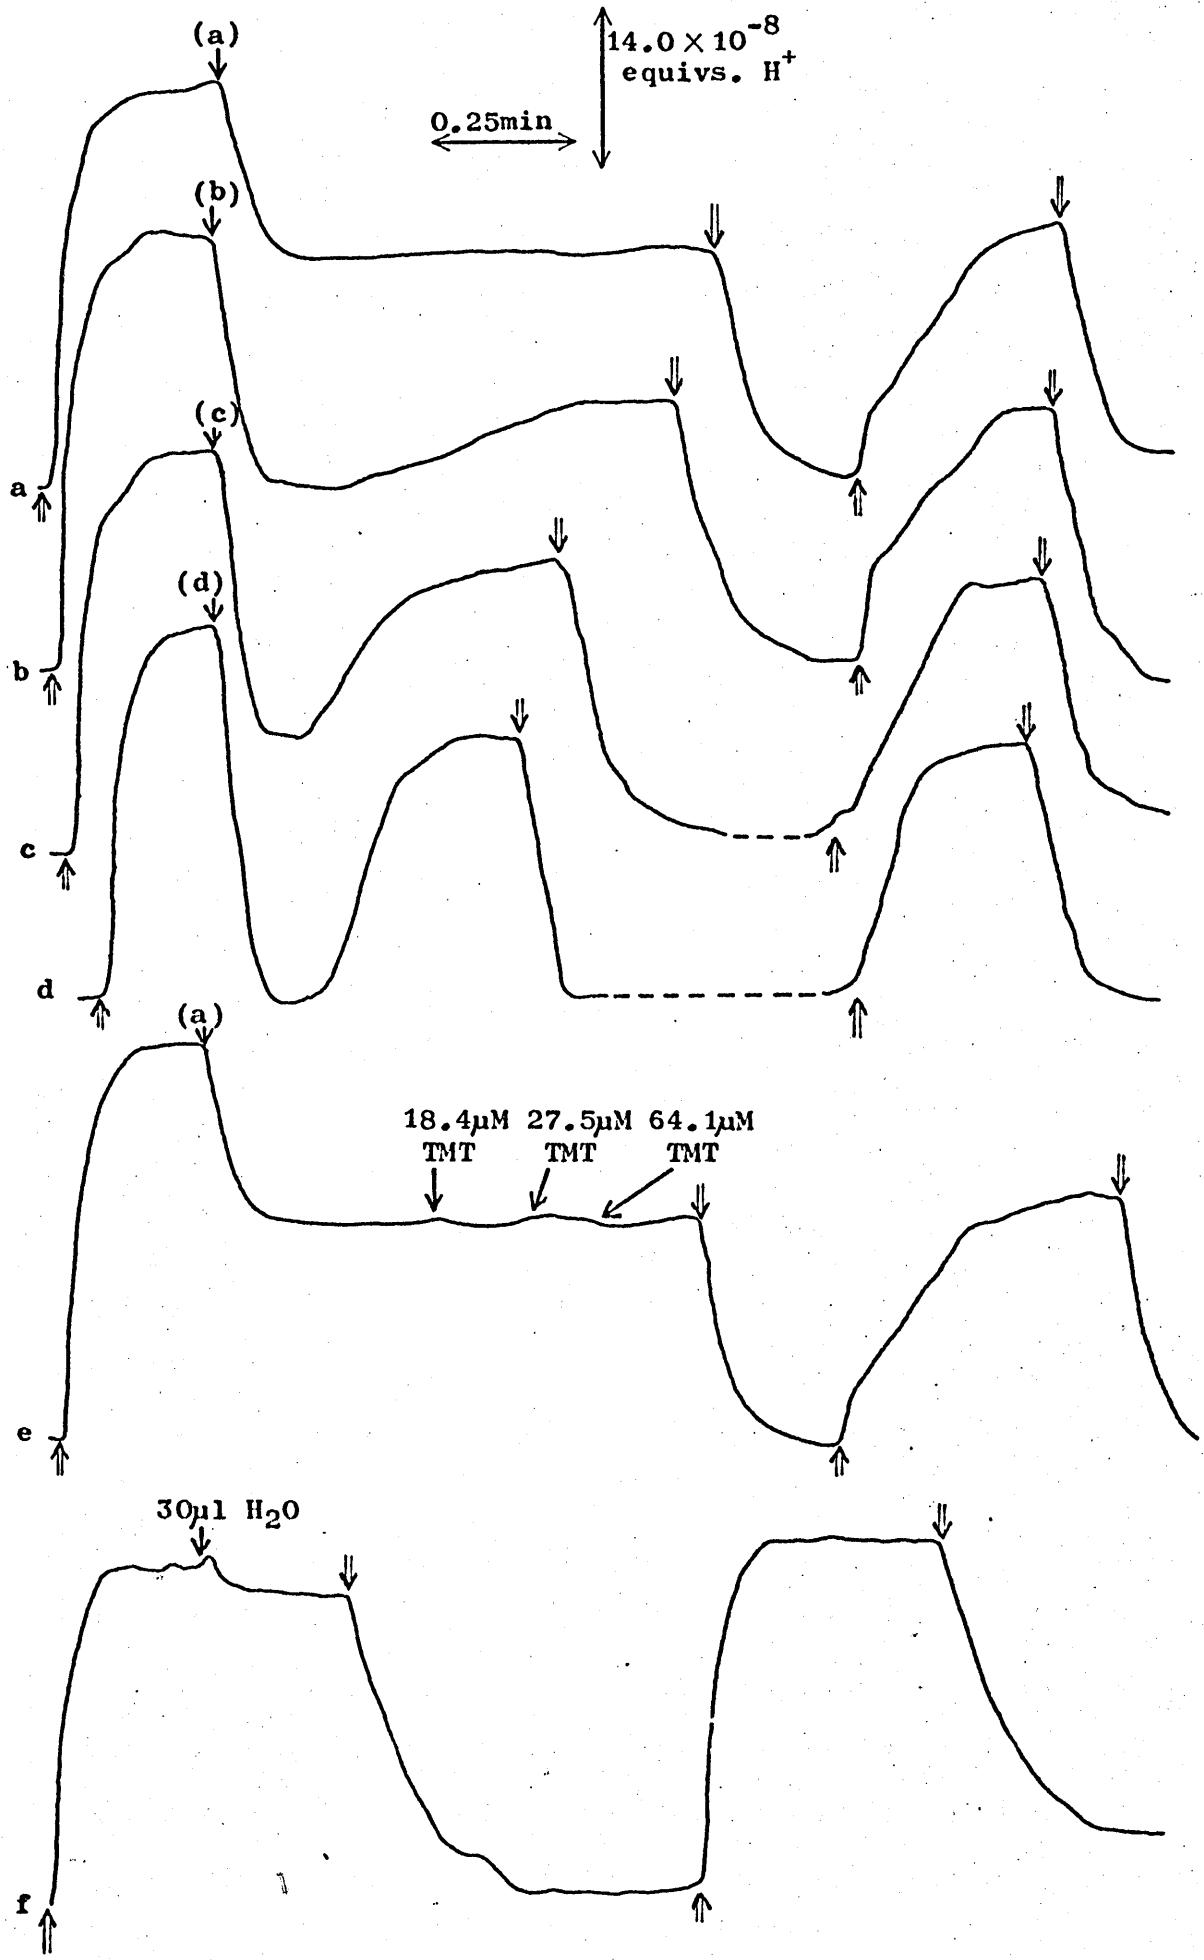 (a)
14.0 × 10⁻⁸
equivs. H⁺
0.25min
(b)
(c)
a
(d)
b
c
d
(a)
18.4µM 27.5µM 64.1µM
TMT TMT TMT
e
30µl H₂O
f